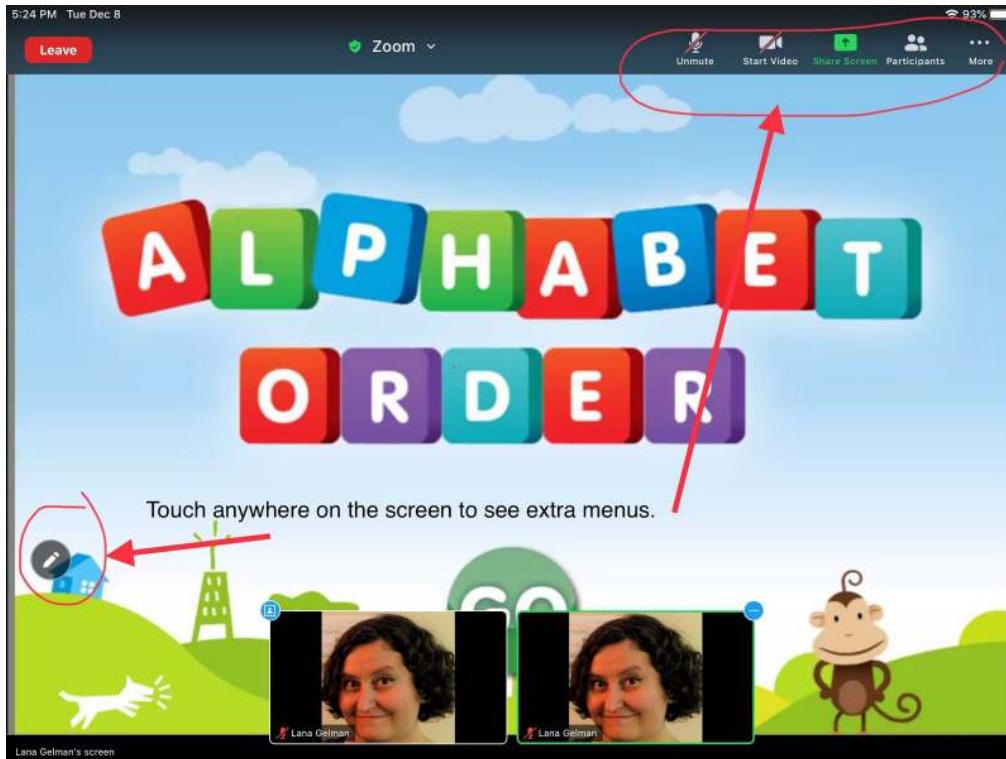 5:24 PM Tue Dec 8
93%
Leave
Zoom
Unmute
Start Video
Share Screen
Participants
More
ALPHABET
ORDER
Touch anywhere on the screen to see extra menus.
GO
Lana Gelman
Lana Gelman
Lana Gelman's screen